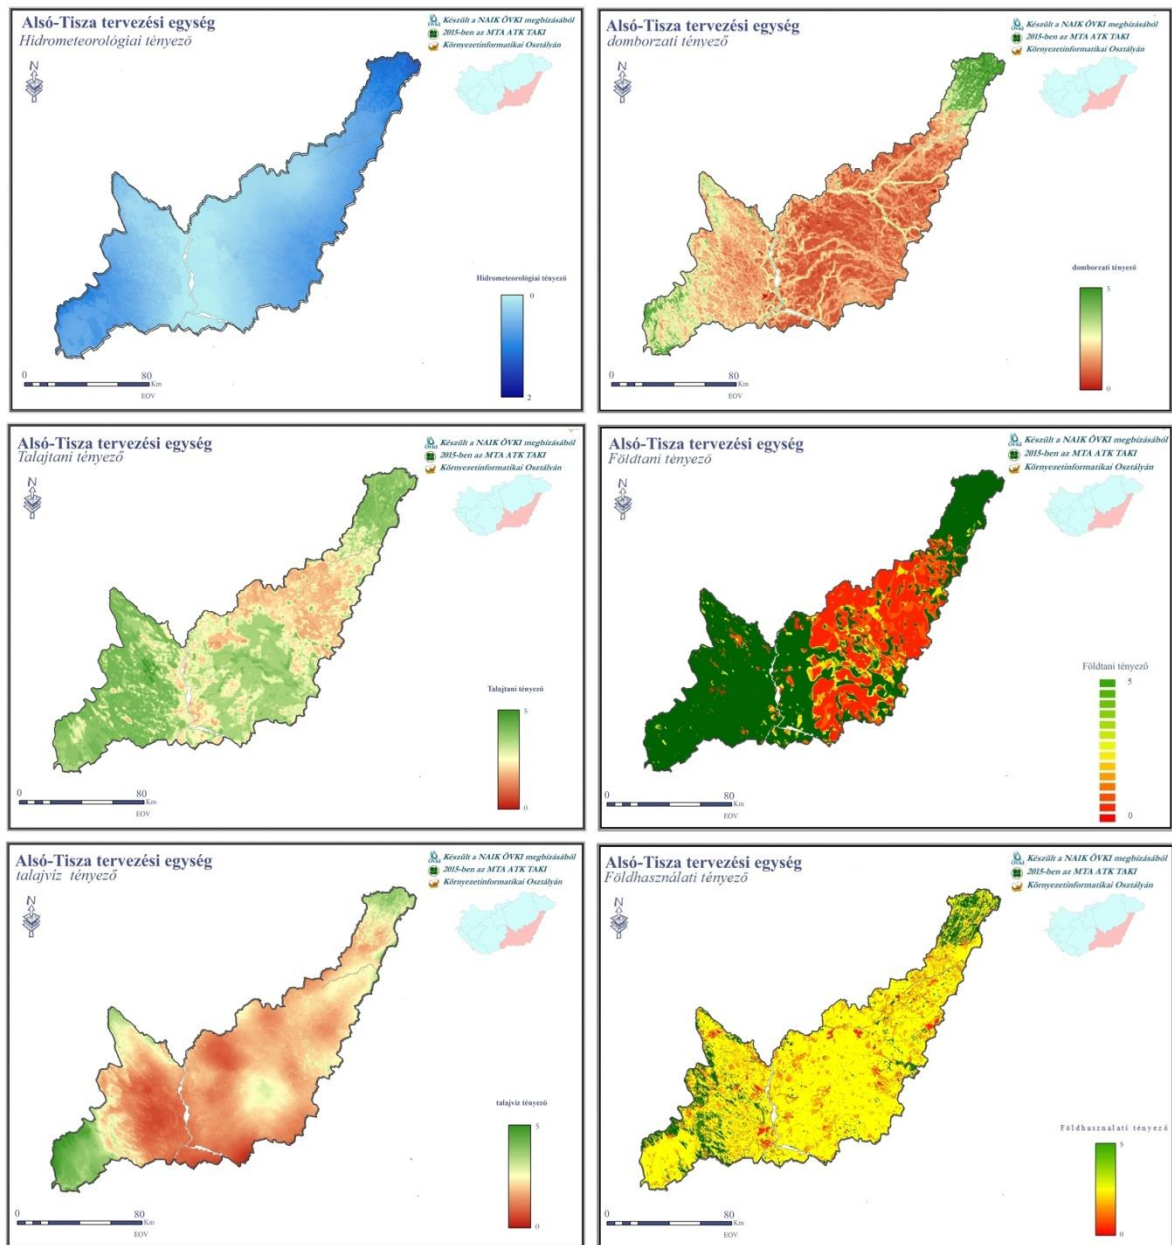 Alsó-Tisza tervezési egység
Hidrometeorológiai tényező
Készült a NAIK ÖVKI megbízásából
2015-ben az MTA ATK TAKI
Környezetinformatikai Osztályán
N
Hidrometeorológiai tényező
0
2
0 80
Km
EOV
Alsó-Tisza tervezési egység
domborzati tényező
Készült a NAIK ÖVKI megbízásából
2015-ben az MTA ATK TAKI
Környezetinformatikai Osztályán
N
domborzati tényező
5
0
0 80
Km
EOV
Alsó-Tisza tervezési egység
Talajtani tényező
Készült a NAIK ÖVKI megbízásából
2015-ben az MTA ATK TAKI
Környezetinformatikai Osztályán
N
Talajtani tényező
5
0
0 80
Km
EOV
Alsó-Tisza tervezési egység
Földtani tényező
Készült a NAIK ÖVKI megbízásából
2015-ben az MTA ATK TAKI
Környezetinformatikai Osztályán
N
Földtani tényező
5
0
0 80
Km
EOV
Alsó-Tisza tervezési egység
talajvíz tényező
Készült a NAIK ÖVKI megbízásából
2015-ben az MTA ATK TAKI
Környezetinformatikai Osztályán
N
talajvíz tényező
5
0
0 80
Km
EOV
Alsó-Tisza tervezési egység
Földhasználati tényező
Készült a NAIK ÖVKI megbízásából
2015-ben az MTA ATK TAKI
Környezetinformatikai Osztályán
N
Földhasználati tényező
5
0
0 80
Km
EOV